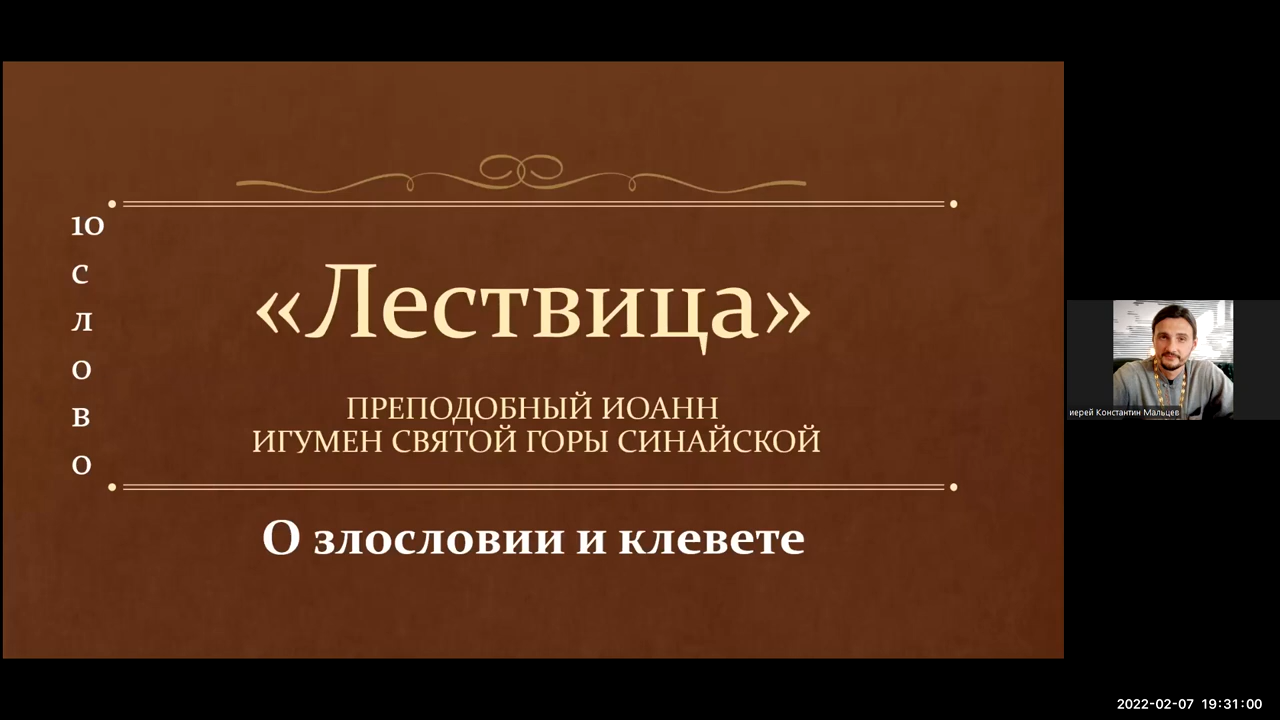 10
с
л
о
в
о
«Лествица»
ПРЕПОДОБНЫЙ ИОАНН
ИГУМЕН СВЯТОЙ ГОРЫ СИНАЙСКОЙ
О злословии и клевете
иерей Константин Мальцев
2022-02-07 19:31:00